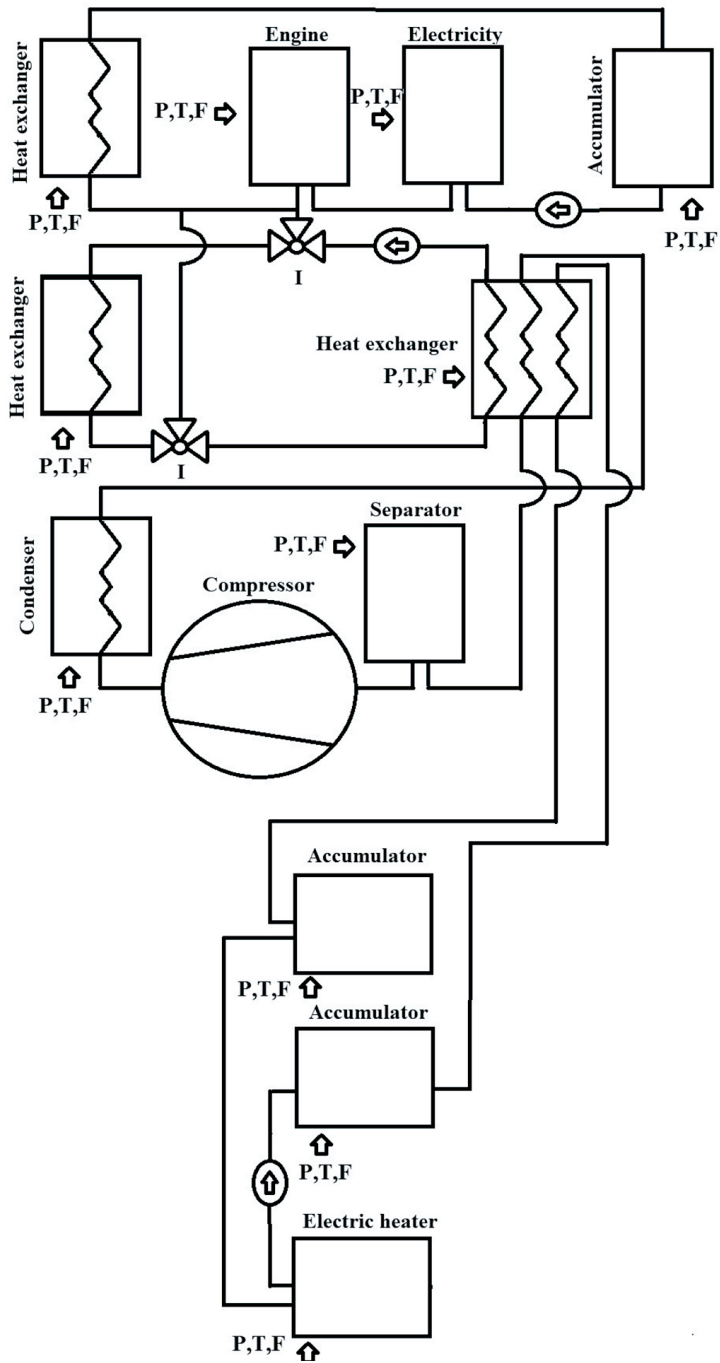 Engine
Electricity
Heat exchanger
P,T,F
P,T,F
Accumulator
P,T,F
P,T,F
I
Heat exchanger
Heat exchanger
P,T,F
P,T,F
I
Separator
P,T,F
Condenser
Compressor
P,T,F
Accumulator
P,T,F
Accumulator
P,T,F
Electric heater
P,T,F